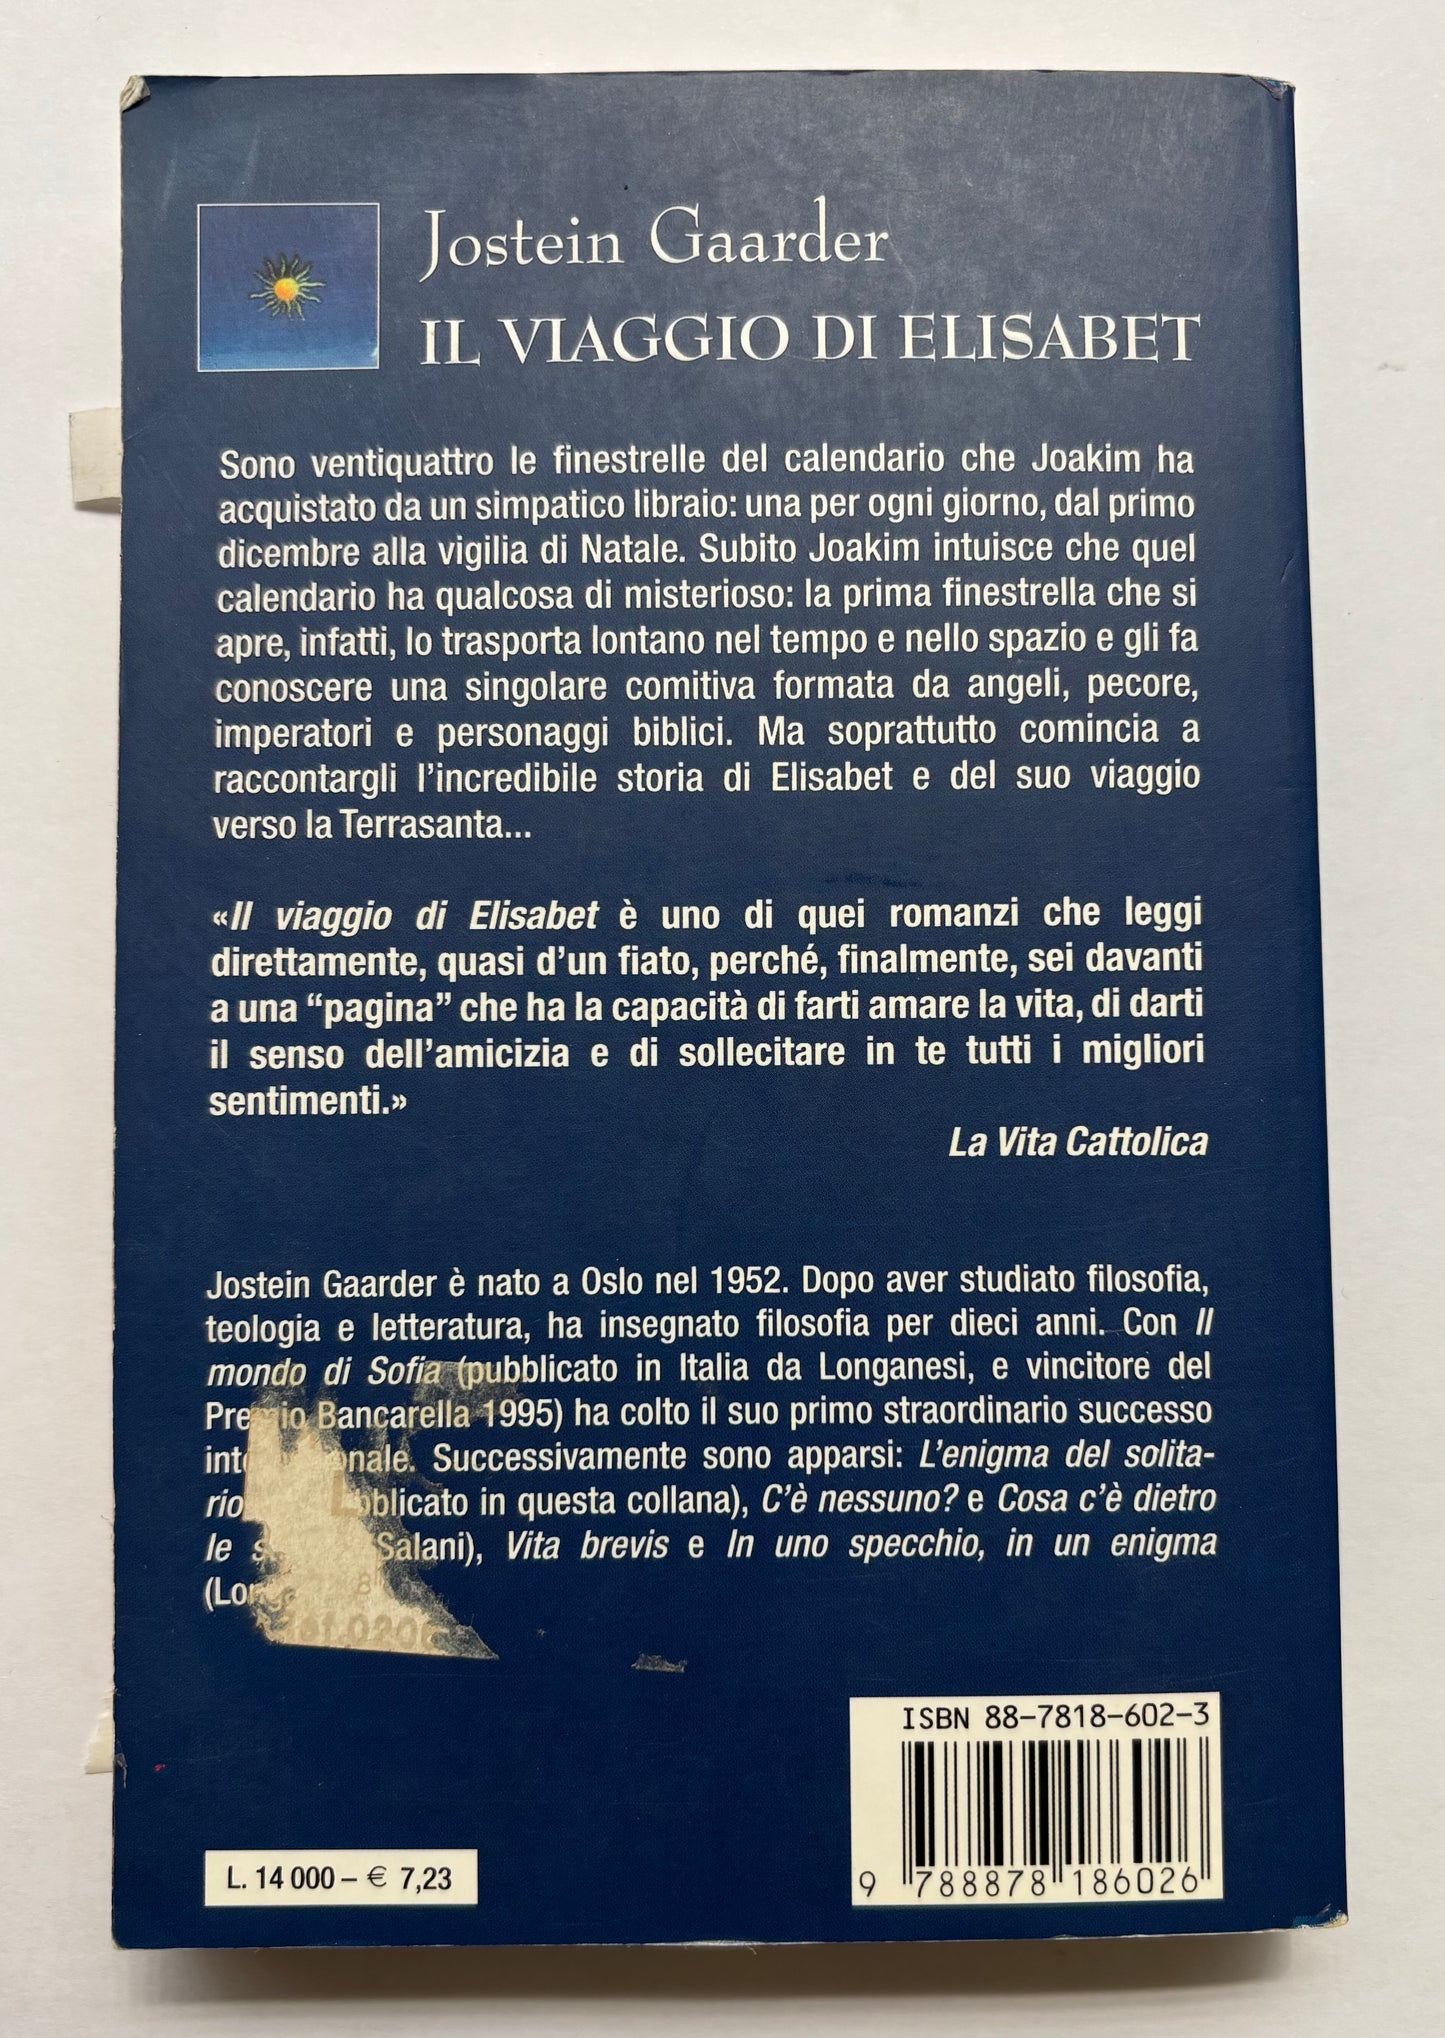 Jostein Gaarder
IL VIAGGIO DI ELISABET
Sono ventiquattro le finestrelle del calendario che Joakim ha
acquistato da un simpatico libraio: una per ogni giorno, dal primo
dicembre alla vigilia di Natale. Subito Joakim intuisce che quel
calendario ha qualcosa di misterioso: la prima finestrella che si
apre, infatti, lo trasporta lontano nel tempo e nello spazio e gli fa
conoscere una singolare comitiva formata da angeli, pecore,
imperatori e personaggi biblici. Ma soprattutto comincia a
raccontargli l'incredibile storia di Elisabet e del suo viaggio
verso la Terrasanta...
«Il viaggio di Elisabet è uno di quei romanzi che leggi
direttamente, quasi d'un fiato, perché, finalmente, sei davanti
a una “pagina” che ha la capacità di farti amare la vita, di darti
il senso dell'amicizia e di sollecitare in te tutti i migliori
sentimenti.»
La Vita Cattolica
Jostein Gaarder è nato a Oslo nel 1952. Dopo aver studiato filosofia,
teologia e letteratura, ha insegnato filosofia per dieci anni. Con Il
mondo di Sofia (pubblicato in Italia da Longanesi, e vincitore del
Premio Bancarella 1995) ha colto il suo primo straordinario successo
Successivamente sono apparsi: L'enigma del solita-
rio in questa collana), C'è nessuno? e Cosa c'è dietro
le Salani), Vita brevis e In uno specchio, in un enigma
ISBN 88-7818-602-3
9 788878 186026
L. 14 000 – € 7,23